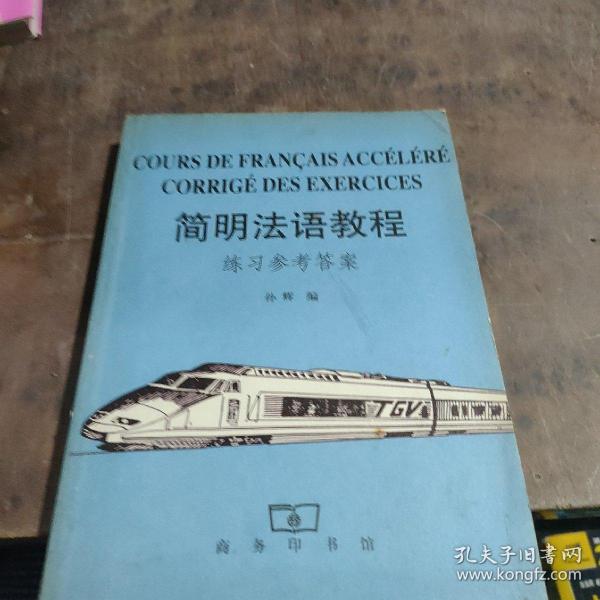 COURS DE FRANÇAIS ACCÉLÉRÉ
CORRIGÉ DES EXERCICES
简明法语教程
练习参考答案
孙辉 编
TGV
商务印书馆
孔夫子旧书网
www.kongfz.com